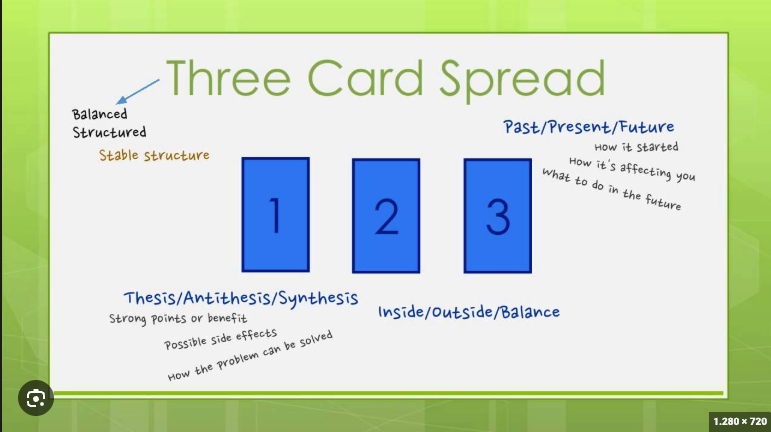 Three Card Spread
Balanced
Structured
Stable structure
Past/Present/Future
How it started
How it's affecting you
What to do in the future
1
2
3
Thesis/Antithesis/Synthesis
Strong points or benefit
Possible side effects
How the problem can be solved
Inside/Outside/Balance
1.280 × 720